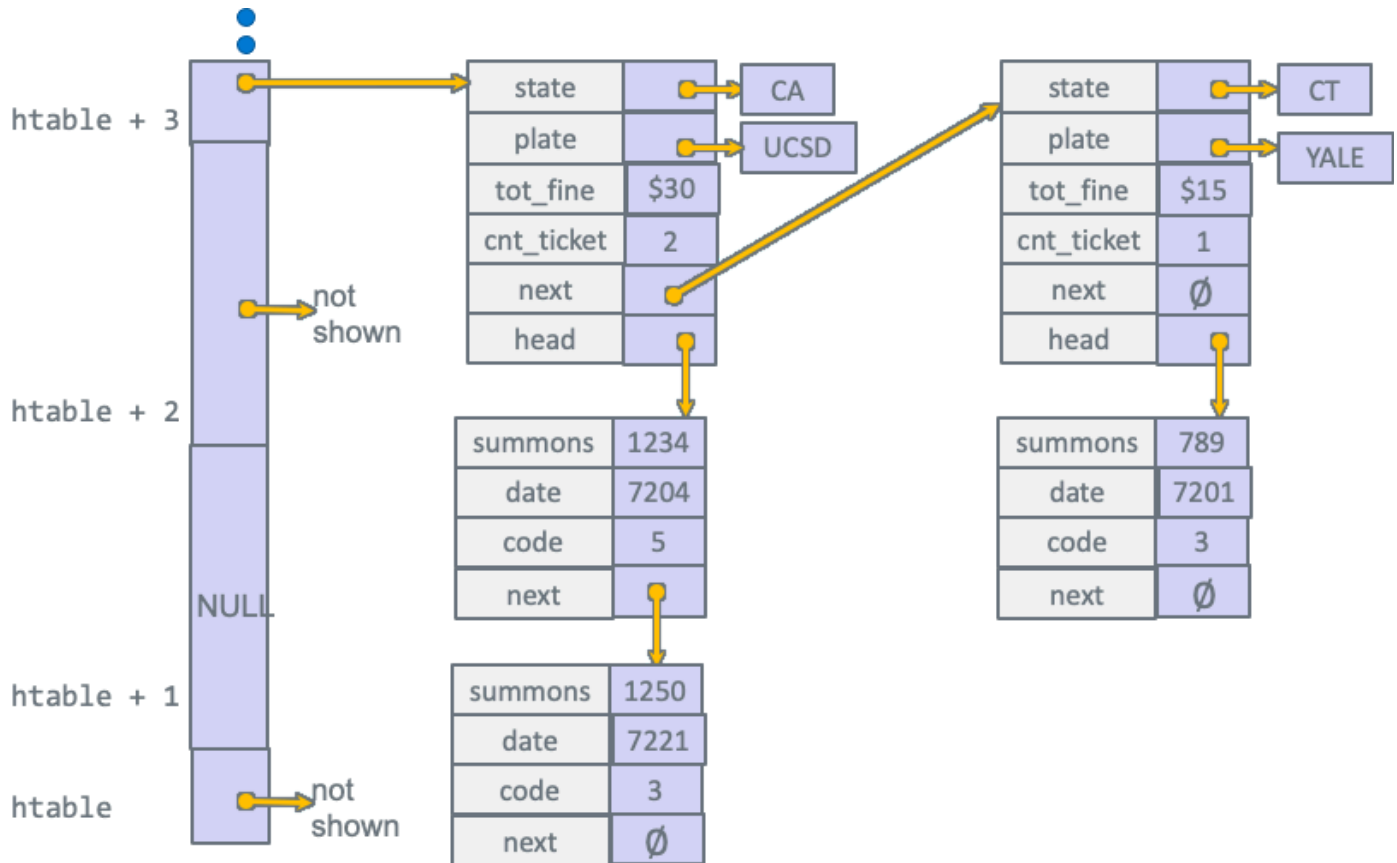 htable + 3
htable + 2
htable + 1
htable
NULL
not
shown
not
shown
state
CA
plate
UCSD
tot_fine $30
cnt_ticket 2
next
head
summons 1234
date 7204
code 5
next
summons 1250
date 7221
code 3
next Ø
state
CT
plate
YALE
tot_fine $15
cnt_ticket 1
next Ø
head
summons 789
date 7201
code 3
next Ø